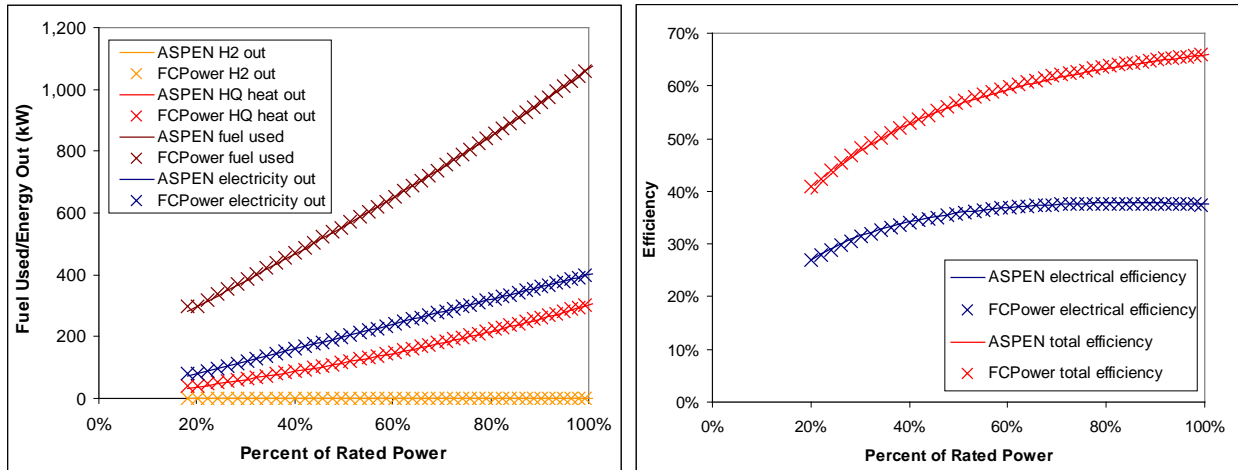 1,200
1,000
800
600
400
200
0
Fuel Used/Energy Out (kW)
ASPEN H2 out
FCPower H2 out
ASPEN HQ heat out
FCPower HQ heat out
ASPEN fuel used
FCPower fuel used
ASPEN electricity out
FCPower electricity out
0% 20% 40% 60% 80% 100%
Percent of Rated Power
70%
60%
50%
40%
30%
20%
10%
0%
Efficiency
ASPEN electrical efficiency
FCPower electrical efficiency
ASPEN total efficiency
FCPower total efficiency
0% 20% 40% 60% 80% 100%
Percent of Rated Power